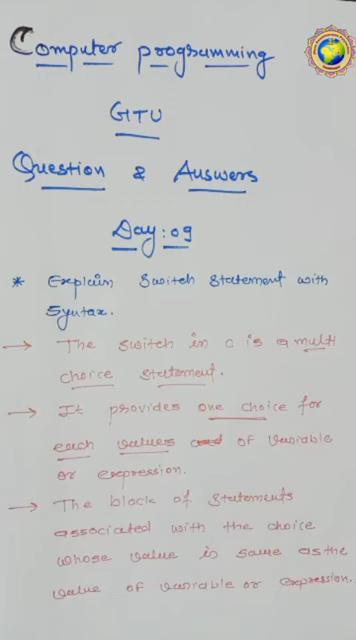 Computer programming
GTU
Question & Answers
Day:09
* Explain Switch Statement with
Syntax.
→ The Switch in C is a multi
choice statement.
→ It provides one choice for
each values of variable
or expression.
→ The block of statements
associated with the choice
whose value is same as the
value of variable or expression.